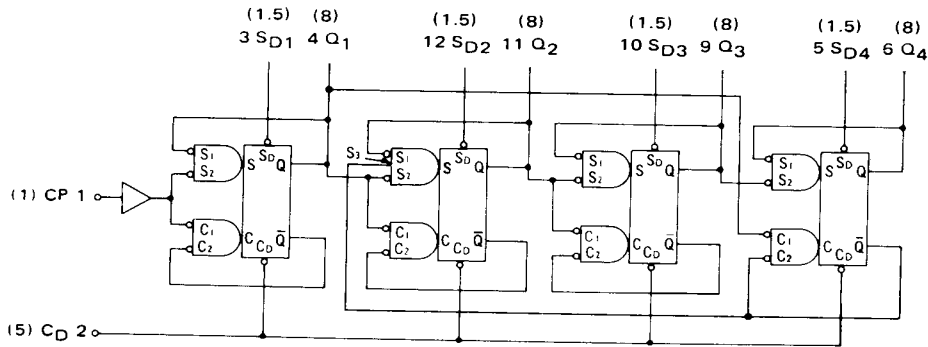 (1.5) (8) (1.5) (8) (1.5) (8) (1.5) (8)
3 SD1 4 Q1 12 SD2 11 Q2 10 SD3 9 Q3 5 SD4 6 Q4
S1 S2 S SD Q
S3 S1 S2 S SD Q
S1 S2 S SD Q
S1 S2 S SD Q
(1) CP 1
C1 C2 C CD Q̅
C1 C2 C CD Q̅
C1 C2 C CD Q̅
C1 C2 C CD Q̅
(5) CD 2